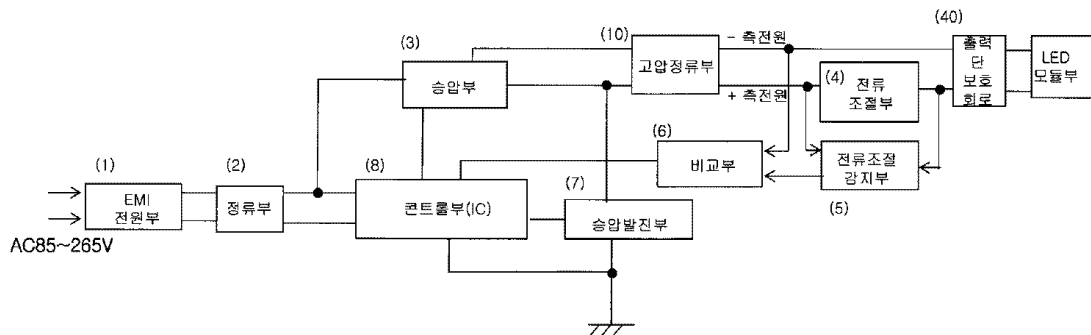 (40)
(10)
(3)
- 측전원
출력
단
보호
회로
LED
모듈부
고압정류부
승압부
(4)
전류
조절부
+ 측전원
(6)
(1)
(2)
(8)
비교부
전류조절
감지부
(7)
EMI
전원부
정류부
콘트롤부(IC)
승압발진부
(5)
AC85~265V